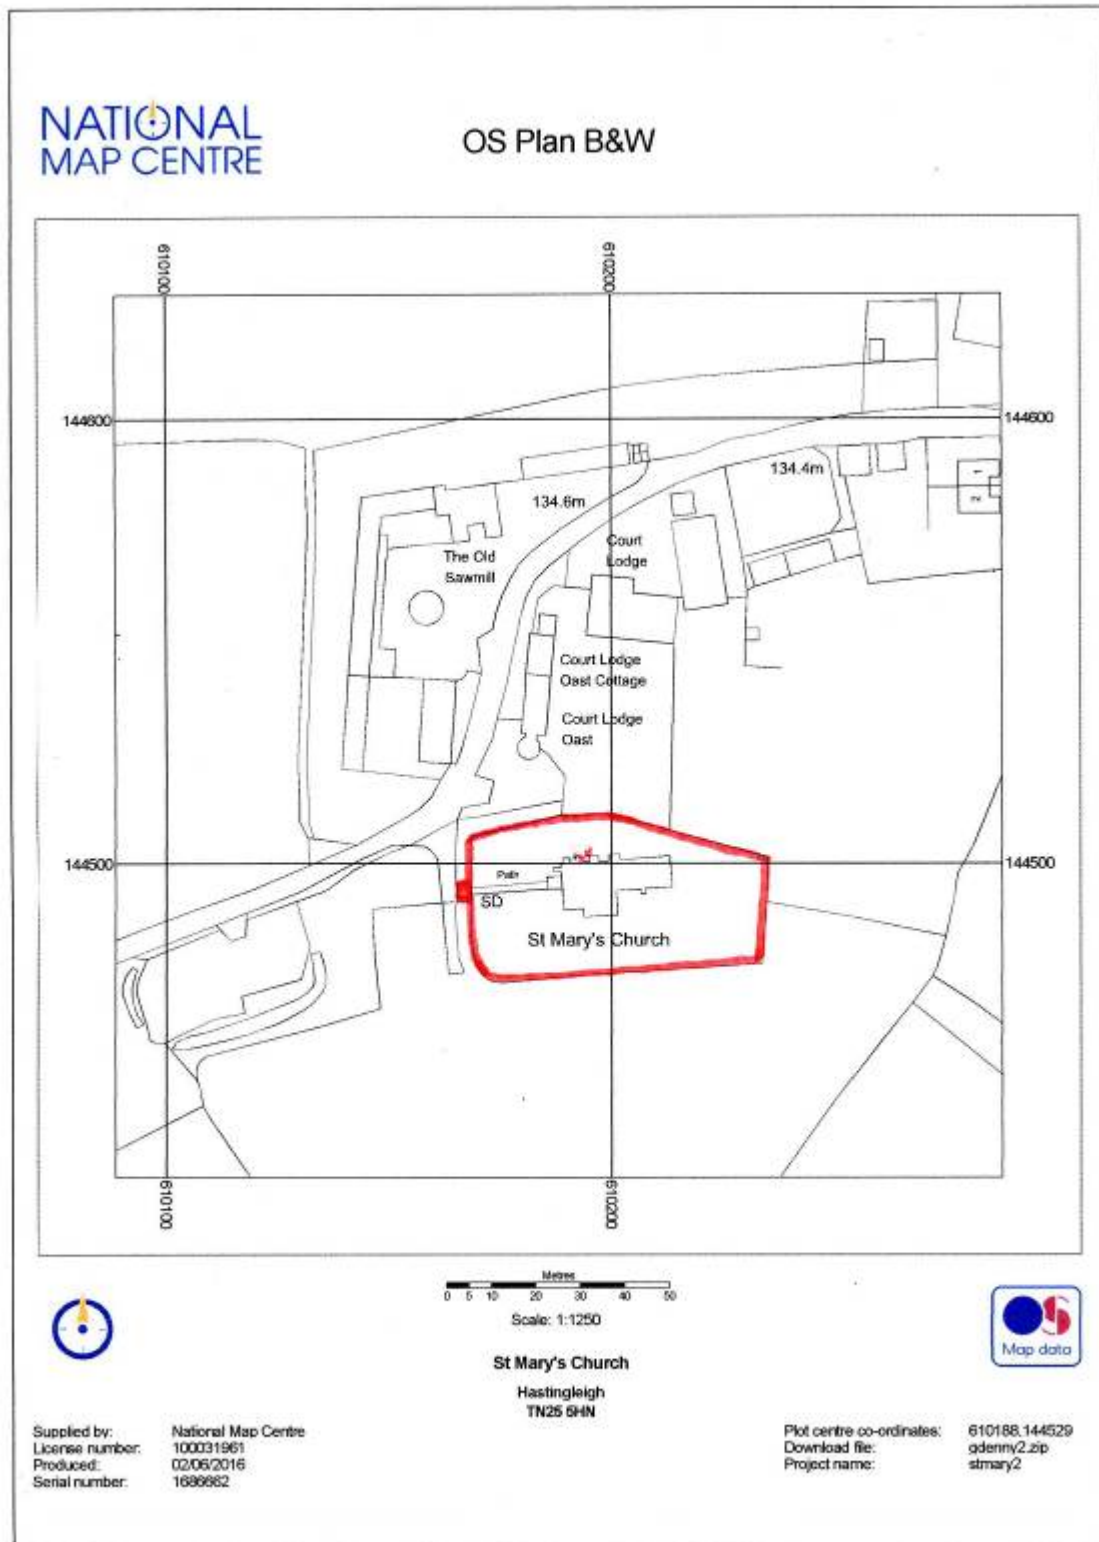 NATIONAL
MAP CENTRE
OS Plan B&W
610100
610200
144600
144600
134.6m
134.4m
1
2
Court
Lodge
The Old
Sawmill
Court Lodge
Oast Cottage
Court Lodge
Oast
144500
144500
Path
SD
St Mary's Church
610100
610200
Metres
0 5 10 20 30 40 50
Scale: 1:1250
St Mary's Church
Hastingleigh
TN25 5HN
OS
Map data
Supplied by: National Map Centre
License number: 100031961
Produced: 02/06/2016
Serial number: 1686662
Plot centre co-ordinates: 610188,144529
Download file: gdenny2.zip
Project name: stmary2